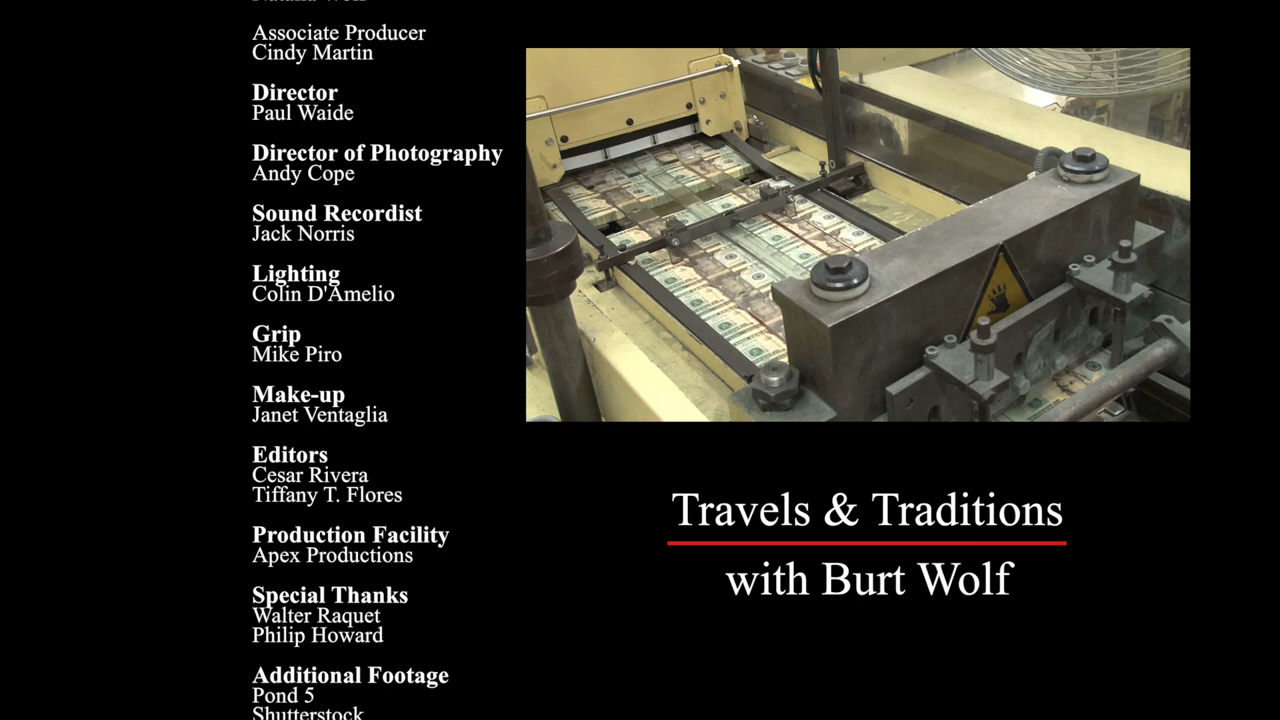 Associate Producer
Cindy Martin
Director
Paul Waide
Director of Photography
Andy Cope
Sound Recordist
Jack Norris
Lighting
Colin D'Amelio
Grip
Mike Piro
Make-up
Janet Ventaglia
Editors
Cesar Rivera
Tiffany T. Flores
Production Facility
Apex Productions
Special Thanks
Walter Raquet
Philip Howard
Additional Footage
Pond 5
Shutterstock
Travels & Traditions
with Burt Wolf